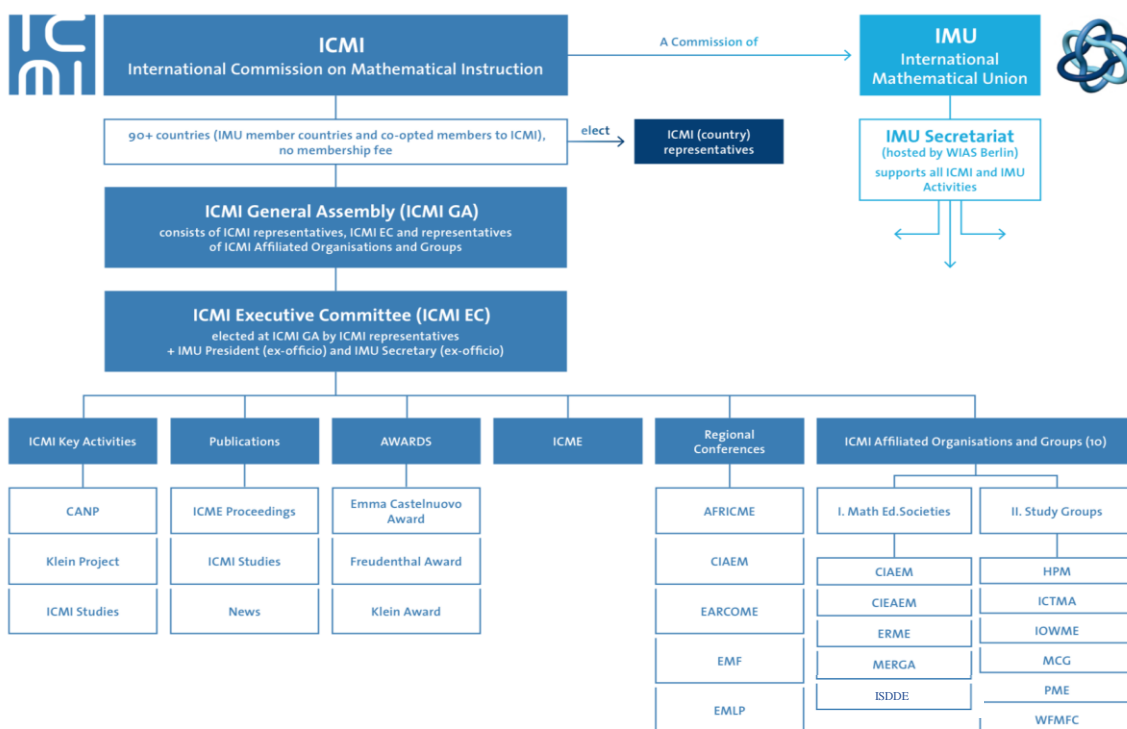 IC
MI
ICMI
International Commission on Mathematical Instruction
A Commission of
IMU
International
Mathematical Union
90+ countries (IMU member countries and co-opted members to ICMI),
no membership fee
elect
ICMI (country)
representatives
IMU Secretariat
(hosted by WIAS Berlin)
supports all ICMI and IMU
Activities
ICMI General Assembly (ICMI GA)
consists of ICMI representatives, ICMI EC and representatives
of ICMI Affiliated Organisations and Groups
ICMI Executive Committee (ICMI EC)
elected at ICMI GA by ICMI representatives
+ IMU President (ex-officio) and IMU Secretary (ex-officio)
ICMI Key Activities
CANP
Klein Project
ICMI Studies
Publications
ICME Proceedings
ICMI Studies
News
AWARDS
Emma Castelnuovo
Award
Freudenthal Award
Klein Award
ICME
Regional
Conferences
AFRICME
CIAEM
EARCOME
EMF
EMLP
ICMI Affiliated Organisations and Groups (10)
I. Math Ed.Societies
CIAEM
CIEAEM
ERME
MERGA
ISDDE
II. Study Groups
HPM
ICTMA
IOWME
MCG
PME
WFMFC